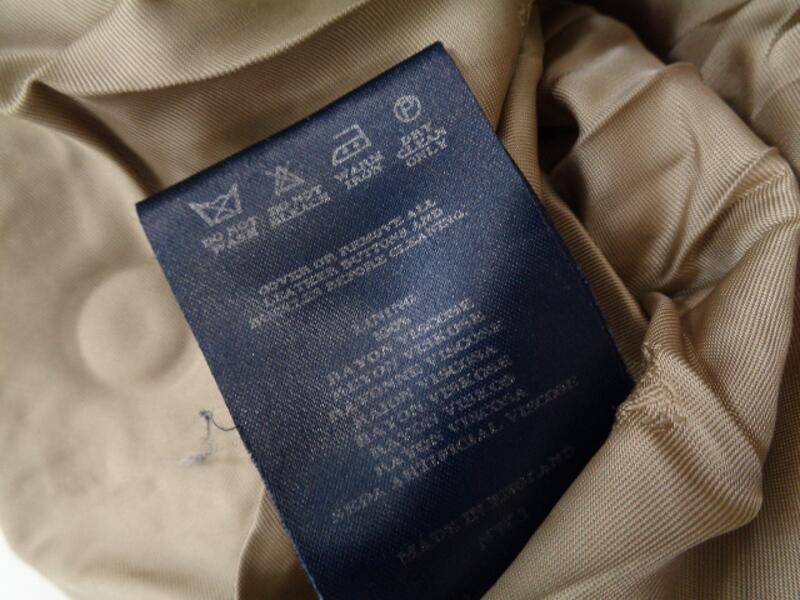 DO NOT WASH
DO NOT BLEACH
WARM IRON
P
DRY CLEAN ONLY
COVER OR REMOVE ALL
LEATHER BUTTONS AND
BUCKLES BEFORE CLEANING.
LINING
100%
RAYON VISCOSE
RAYON VISKOSE
RAYONNE VISCOSE
RAYON VISCOSA
RAYON VISKOSE
RAYON VISKOS
RAYON VISCOSA
SEDA ARTIFICIAL VISCOSE
MADE IN ENGLAND